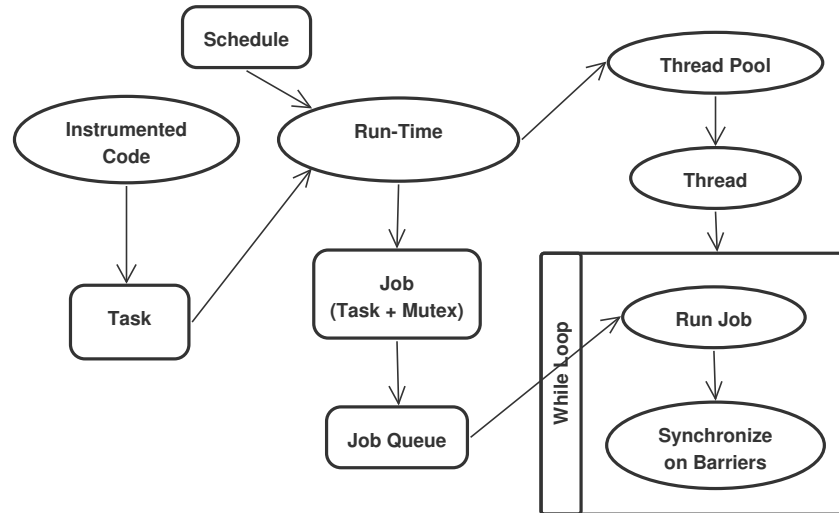 Schedule
Thread Pool
Instrumented
Code
Run-Time
Thread
Task
Job
(Task + Mutex)
Job Queue
While Loop
Run Job
Synchronize
on Barriers